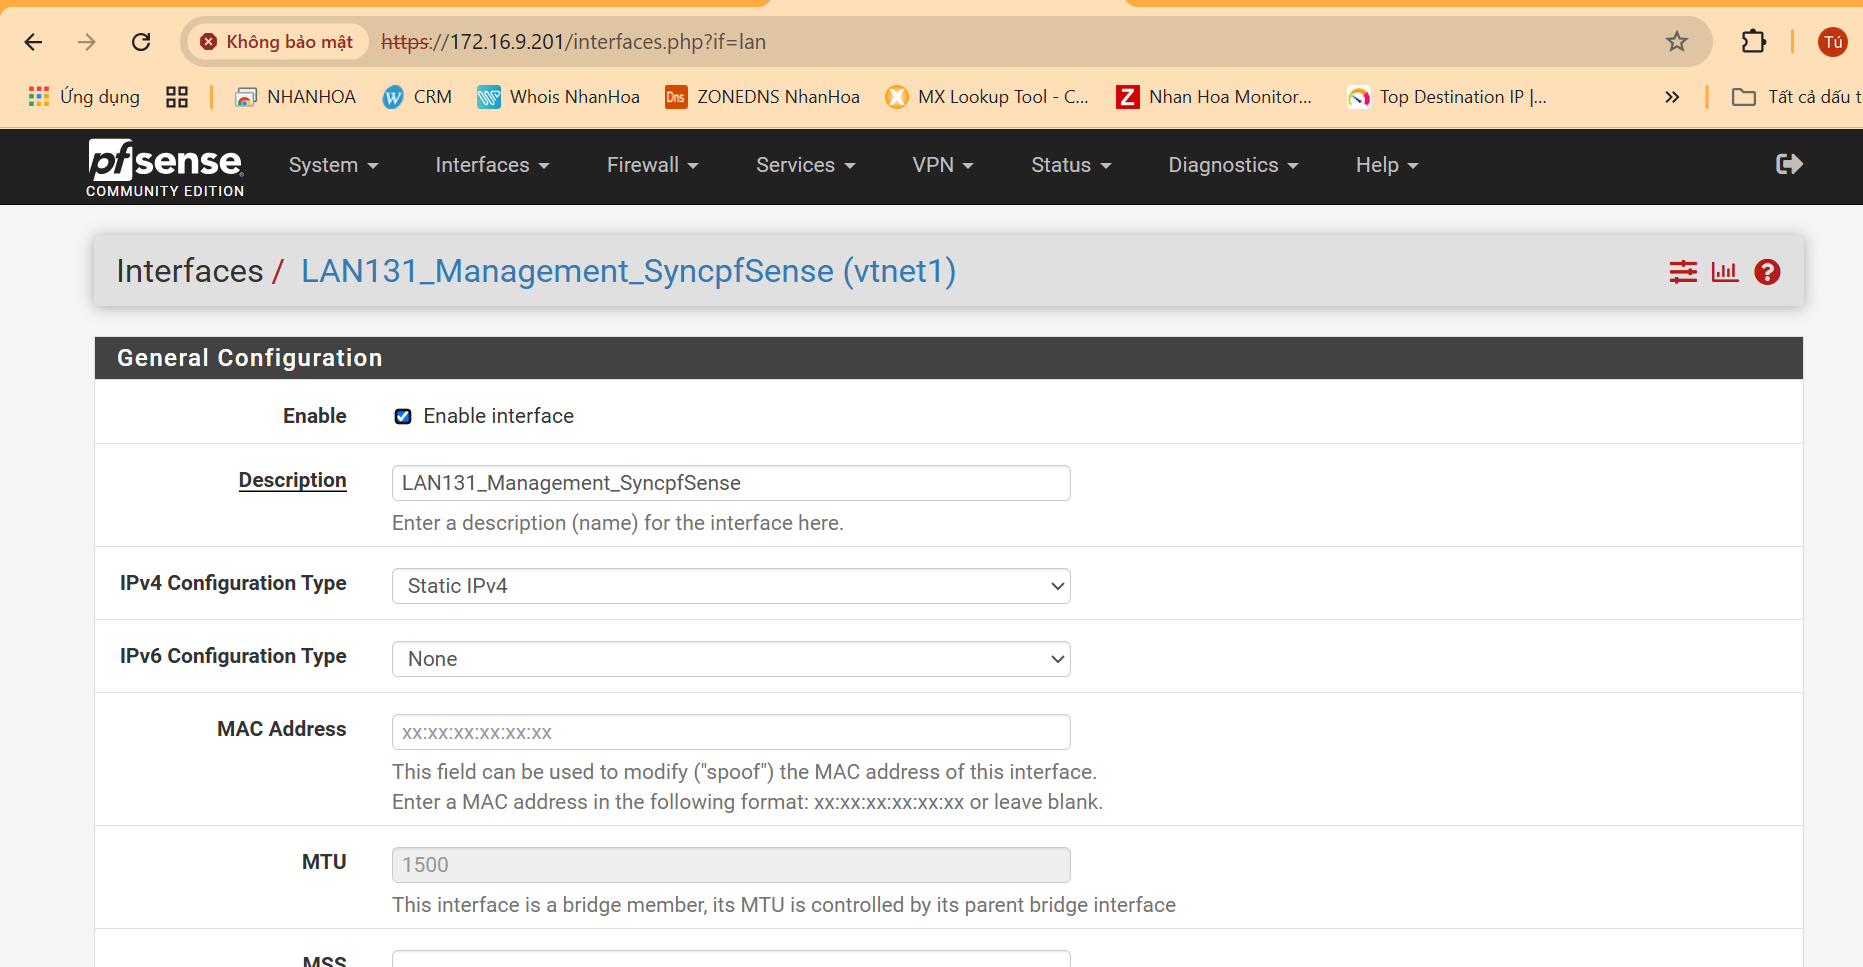 Không bảo mật
https://172.16.9.201/interfaces.php?if=lan
Tú
Ứng dụng
NHANHOA
CRM
Whois NhanHoa
Dns
ZONEDNS NhanHoa
MX Lookup Tool - C...
Z
Nhan Hoa Monitor...
Top Destination IP |...
Tất cả dấu t
pfsense
COMMUNITY EDITION
System
Interfaces
Firewall
Services
VPN
Status
Diagnostics
Help
Interfaces / LAN131_Management_SyncpfSense (vtnet1)
General Configuration
Enable
Enable interface
Description
LAN131_Management_SyncpfSense
Enter a description (name) for the interface here.
IPv4 Configuration Type
Static IPv4
IPv6 Configuration Type
None
MAC Address
xx:xx:xx:xx:xx:xx
This field can be used to modify ("spoof") the MAC address of this interface.
Enter a MAC address in the following format: xx:xx:xx:xx:xx:xx or leave blank.
MTU
1500
This interface is a bridge member, its MTU is controlled by its parent bridge interface
MSS